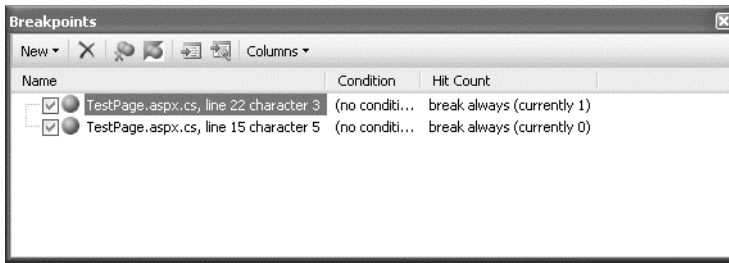 Breakpoints
New Columns
Name Condition Hit Count
TestPage.aspx.cs, line 22 character 3 (no conditi... break always (currently 1)
TestPage.aspx.cs, line 15 character 5 (no conditi... break always (currently 0)